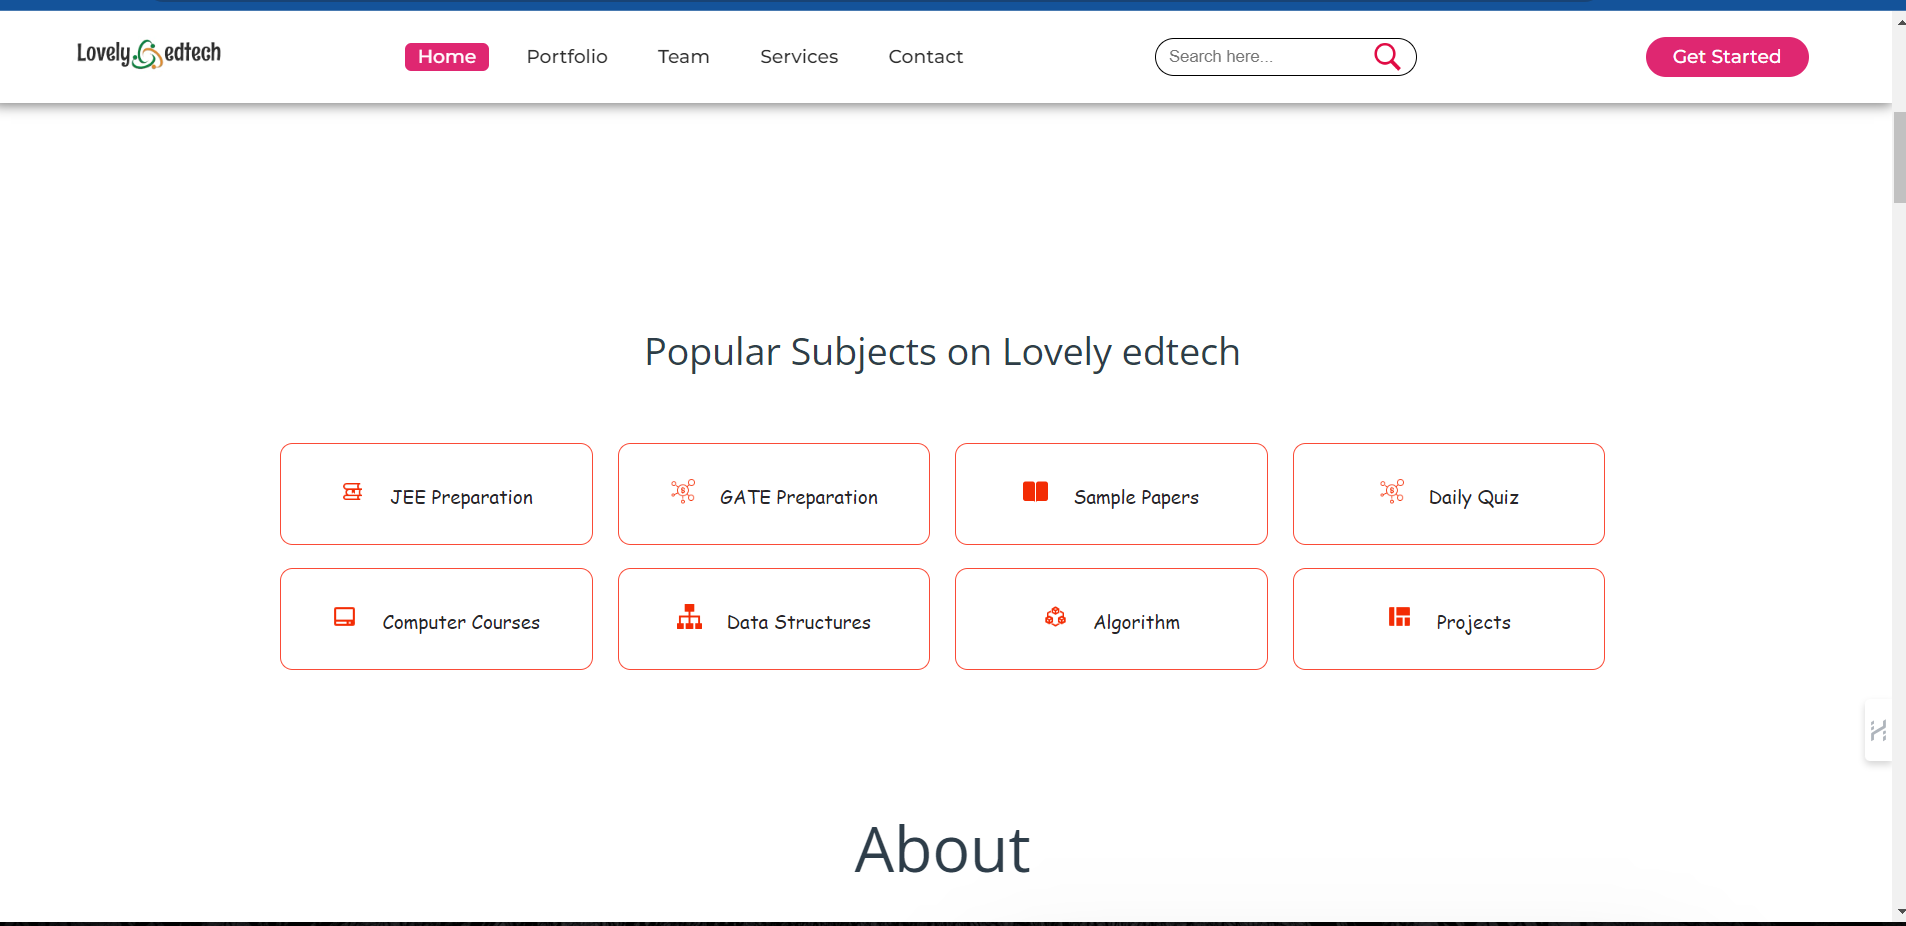 Lovely edtech Home Portfolio Team Services Contact Search here... Get Started
Popular Subjects on Lovely edtech
JEE Preparation GATE Preparation Sample Papers Daily Quiz
Computer Courses Data Structures Algorithm Projects
About